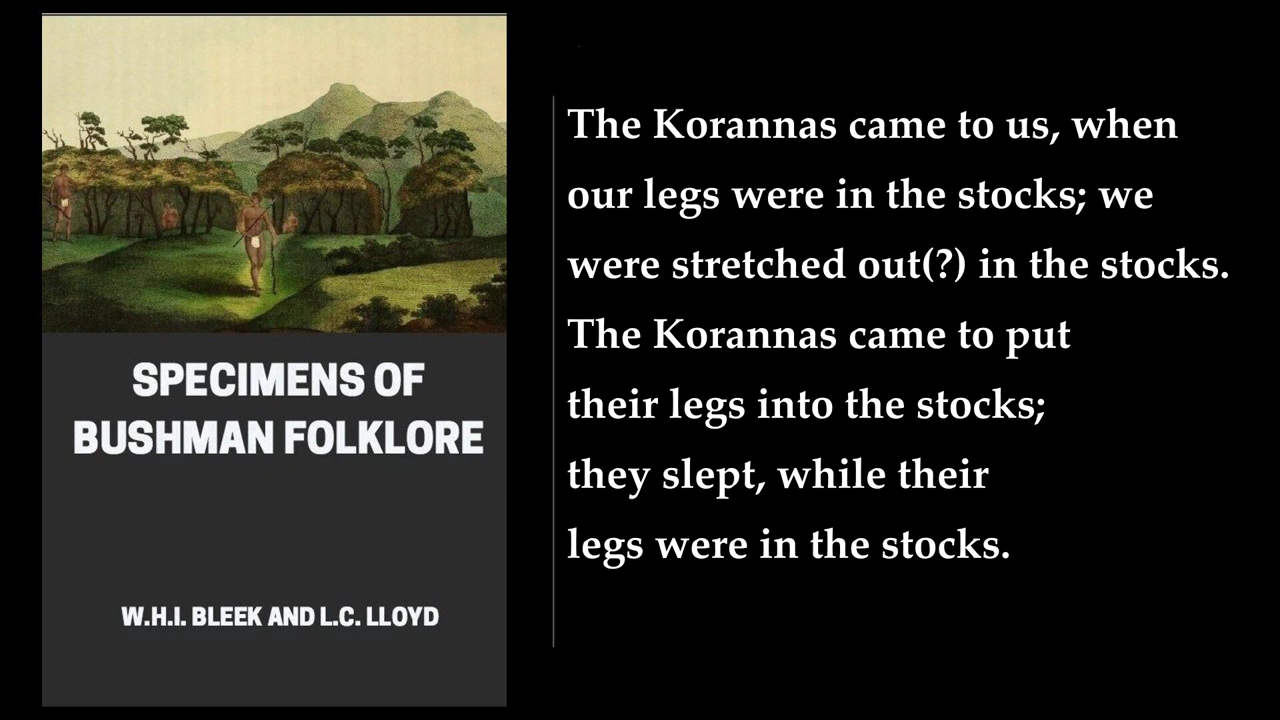 SPECIMENS OF
BUSHMAN FOLKLORE
W.H.I. BLEEK AND L.C. LLOYD
The Korannas came to us, when
our legs were in the stocks; we
were stretched out(?) in the stocks.
The Korannas came to put
their legs into the stocks;
they slept, while their
legs were in the stocks.